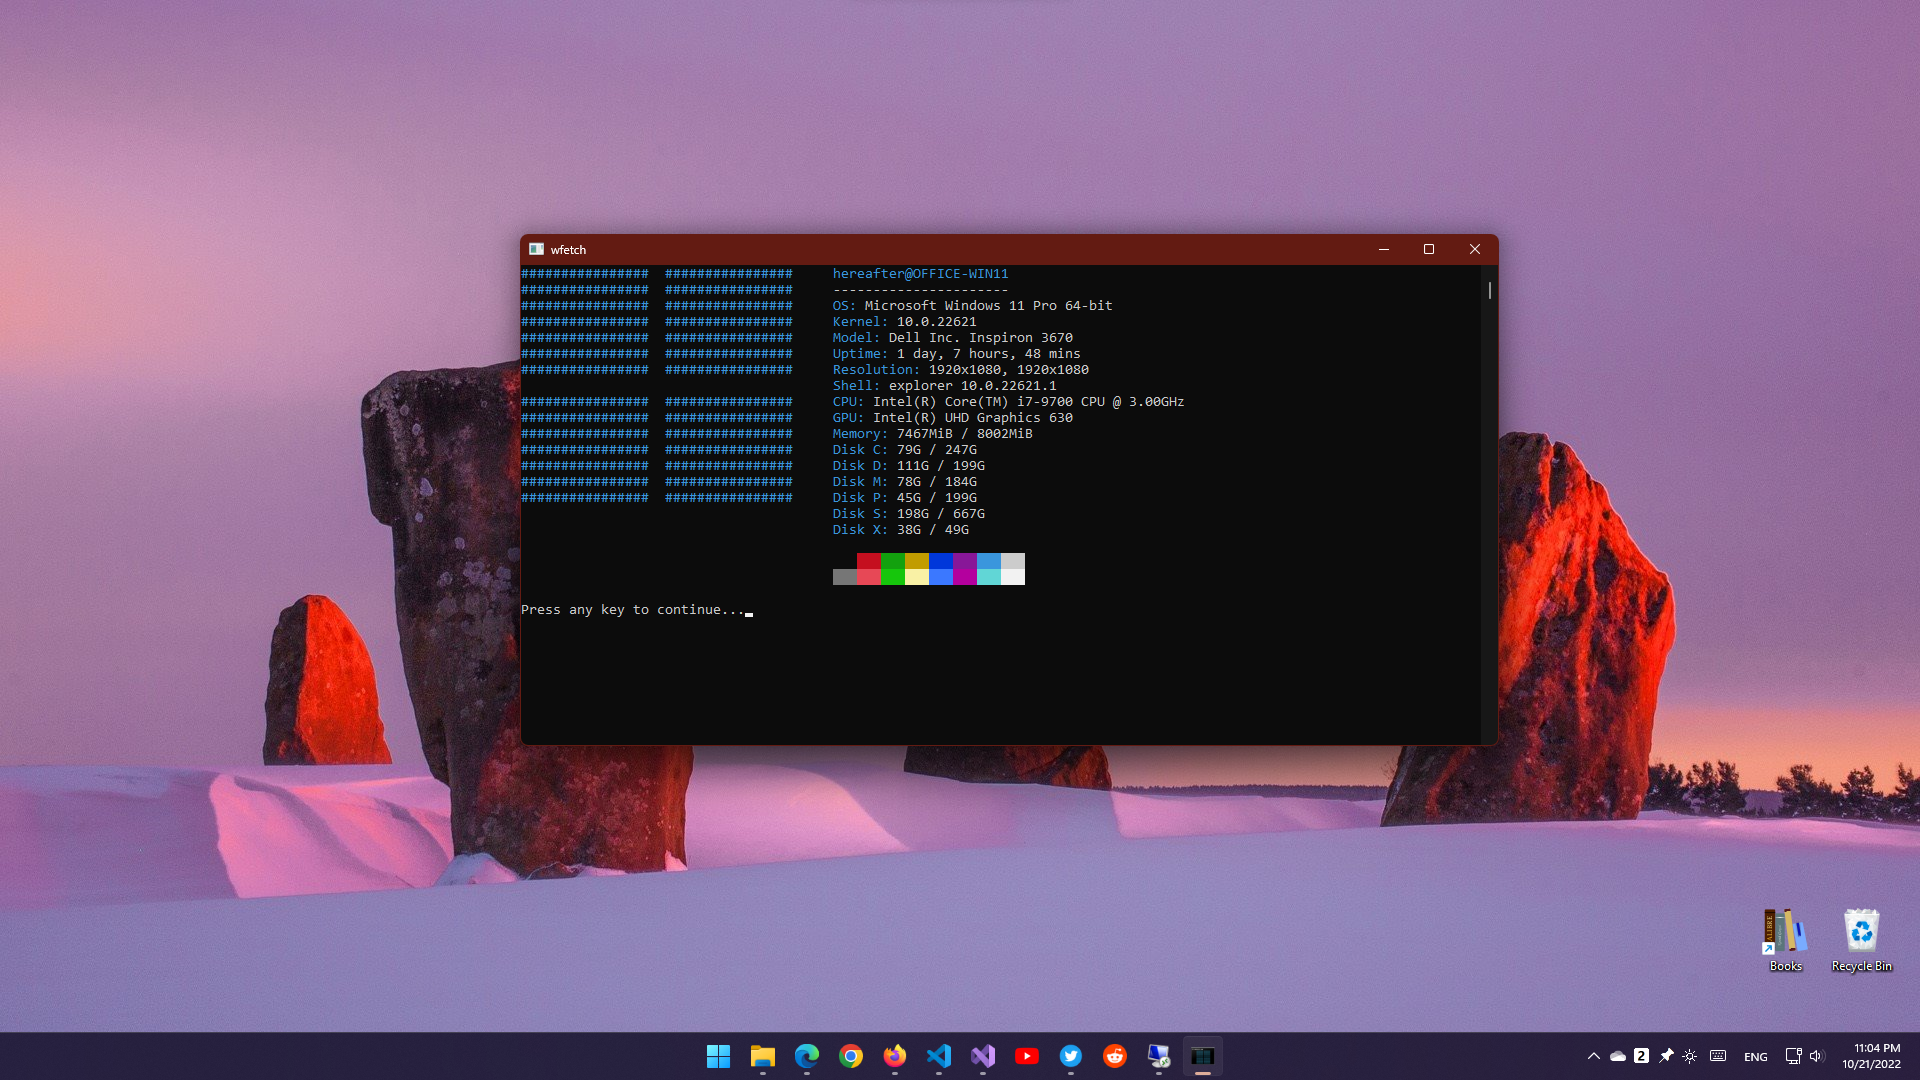 wfetch
################  ################
################  ################
################  ################
################  ################
################  ################
################  ################
################  ################
################  ################
################  ################
################  ################
################  ################
################  ################
################  ################
################  ################
hereafter@OFFICE-WIN11
----------------------
OS: Microsoft Windows 11 Pro 64-bit
Kernel: 10.0.22621
Model: Dell Inc. Inspiron 3670
Uptime: 1 day, 7 hours, 48 mins
Resolution: 1920x1080, 1920x1080
Shell: explorer 10.0.22621.1
CPU: Intel(R) Core(TM) i7-9700 CPU @ 3.00GHz
GPU: Intel(R) UHD Graphics 630
Memory: 7467MiB / 8002MiB
Disk C: 79G / 247G
Disk D: 111G / 199G
Disk M: 78G / 184G
Disk P: 45G / 199G
Disk S: 198G / 667G
Disk X: 38G / 49G
Press any key to continue...
Books
Recycle Bin
2
ENG
11:04 PM
10/21/2022